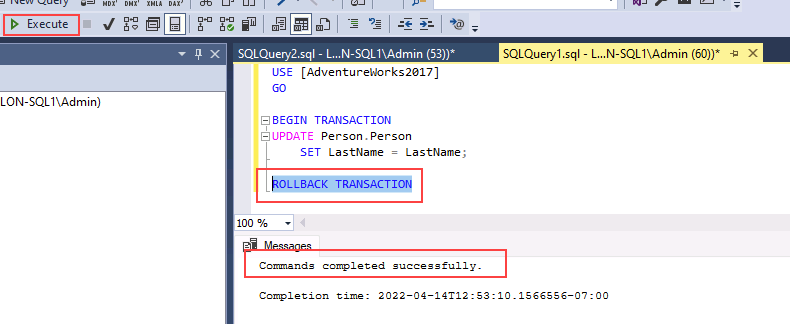 New Query
MDX DMX XMLA DAX
Execute
SQLQuery2.sql - L...N-SQL1\Admin (53))*
SQLQuery1.sql - L...N-SQL1\Admin (60))*
LON-SQL1\Admin)
USE [AdventureWorks2017]
GO
BEGIN TRANSACTION
UPDATE Person.Person
SET LastName = LastName;
ROLLBACK TRANSACTION
100 %
Messages
Commands completed successfully.
Completion time: 2022-04-14T12:53:10.1566556-07:00